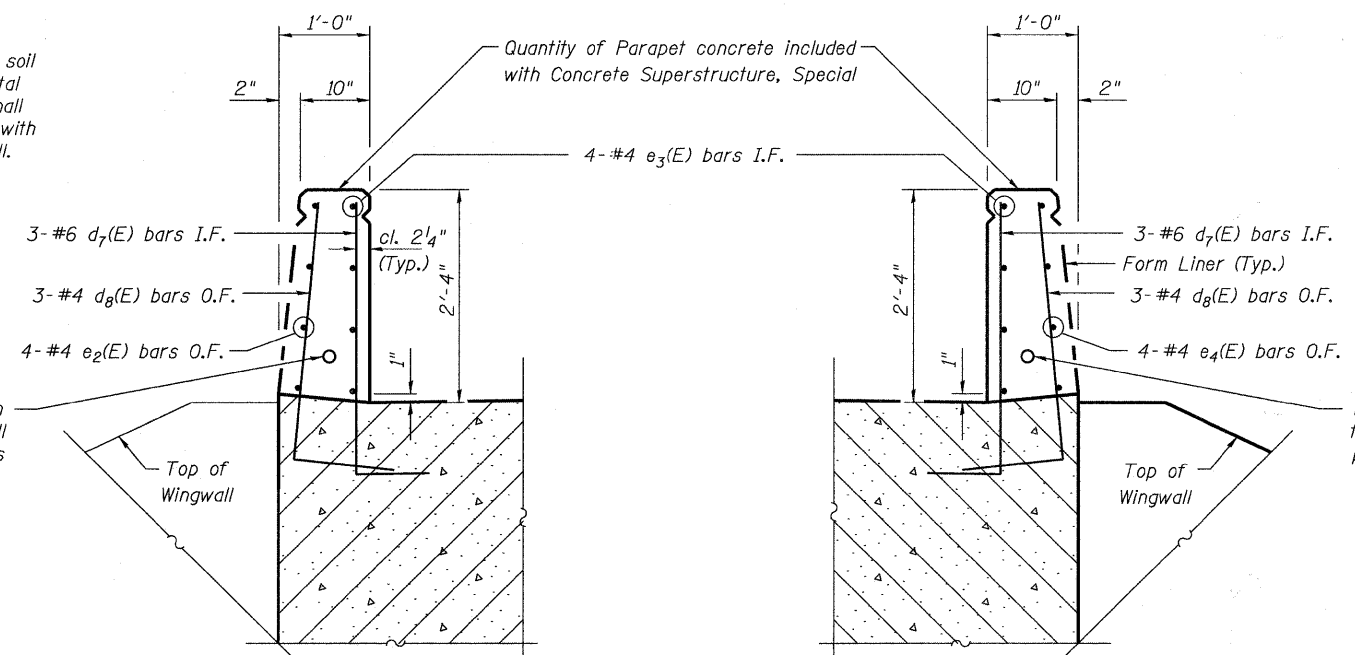 1'-0"
1'-0"
soil
Quantity of Parapet concrete included
with Concrete Superstructure, Special
2"
10"
10"
2"
with
4-#4 e3(E) bars I.F.
3-#6 d7(E) bars I.F.
cl. 2 1/4"
(Typ.)
2'-4"
2'-4"
3-#6 d7(E) bars I.F.
Form Liner (Typ.)
3-#4 d8(E) bars O.F.
3-#4 d8(E) bars O.F.
4-#4 e2(E) bars O.F.
1"
1"
4-#4 e4(E) bars O.F.
Top of
Wingwall
Top of
Wingwall